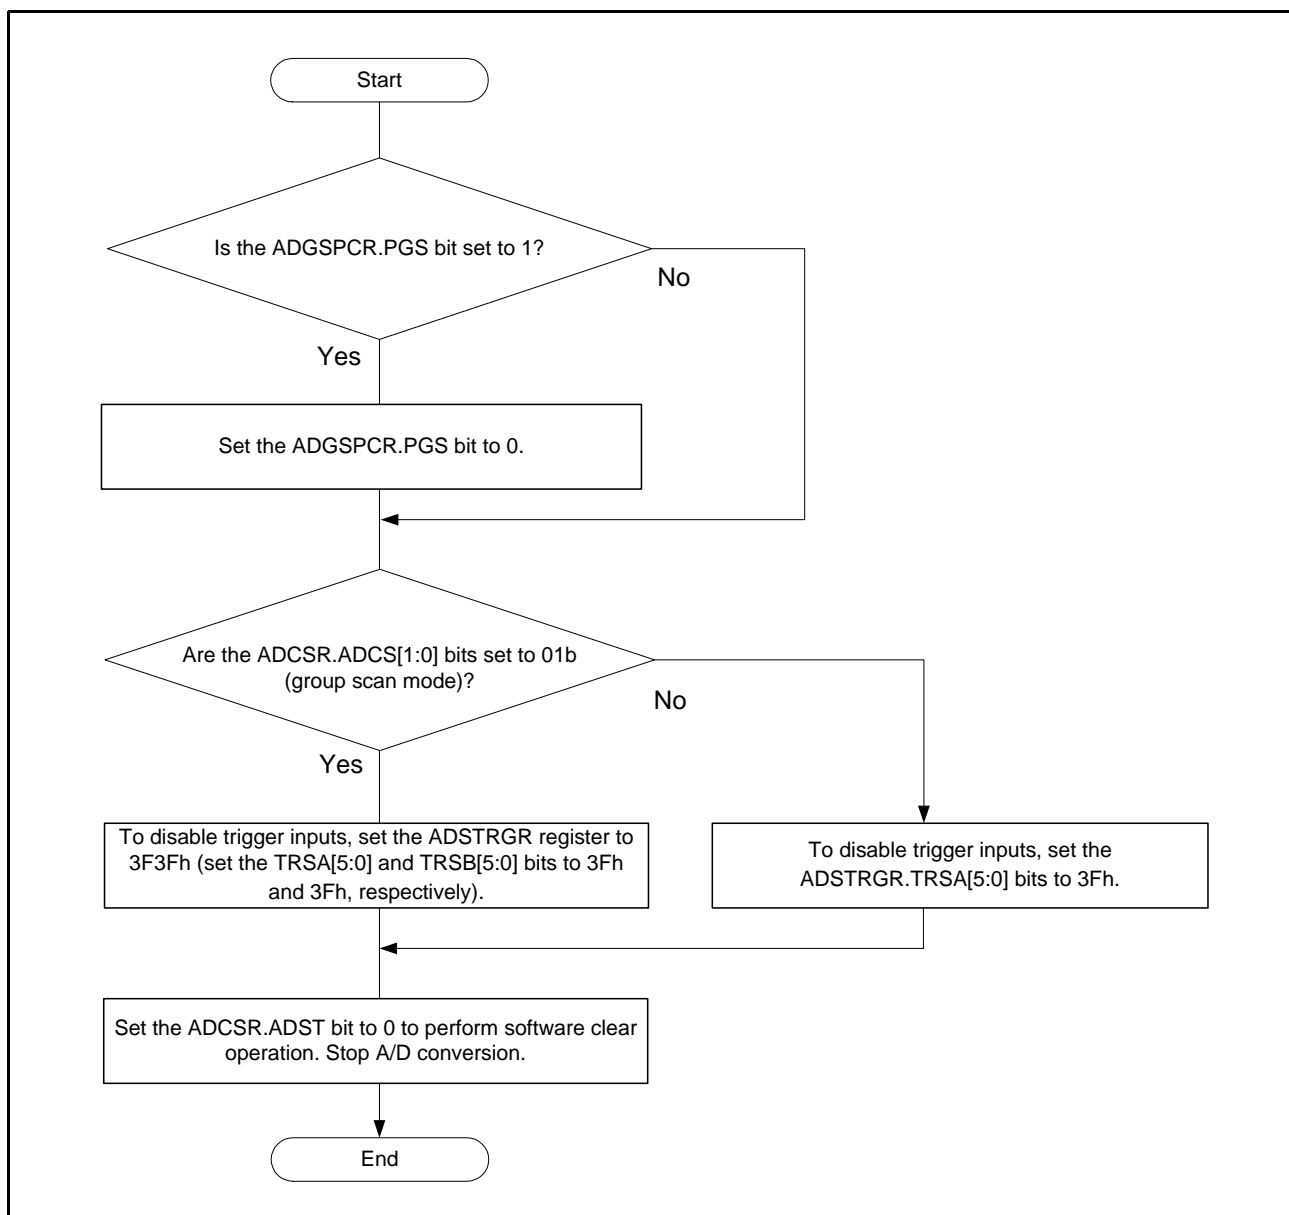 Start
Is the ADGSPCR.PGS bit set to 1?
No
Yes
Set the ADGSPCR.PGS bit to 0.
Are the ADCSR.ADCS[1:0] bits set to 01b
(group scan mode)?
No
Yes
To disable trigger inputs, set the ADSTRGR register to
3F3Fh (set the TRSA[5:0] and TRSB[5:0] bits to 3Fh
and 3Fh, respectively).
To disable trigger inputs, set the
ADSTRGR.TRSA[5:0] bits to 3Fh.
Set the ADCSR.ADST bit to 0 to perform software clear
operation. Stop A/D conversion.
End